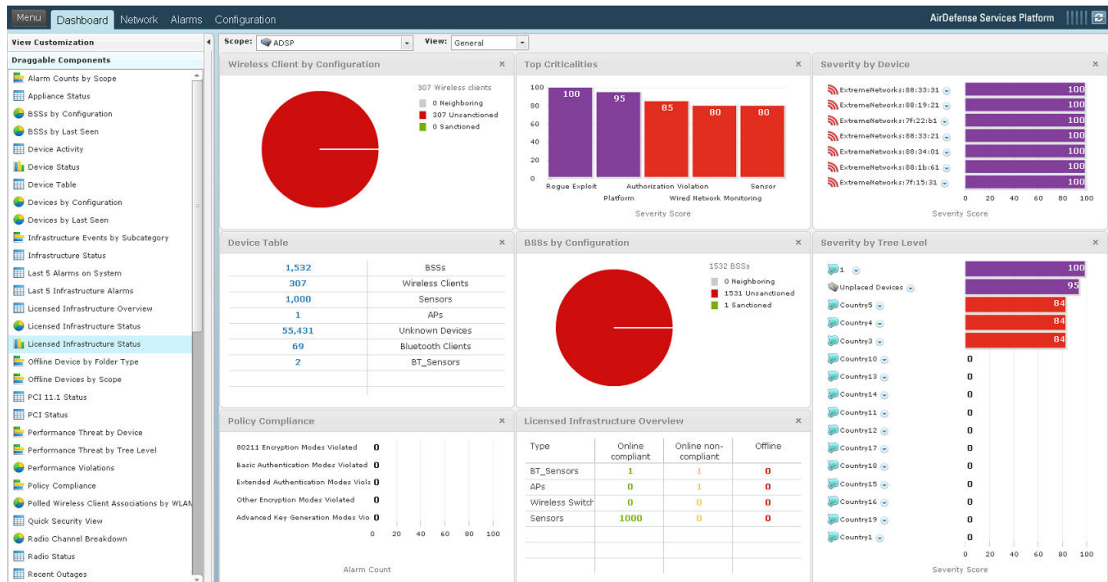 Menu Dashboard Network Alarms Configuration AirDefense Services Platform
View Customization
Draggable Components
Alarm Counts by Scope
Appliance Status
BSSs by Configuration
BSSs by Last Seen
Device Activity
Device Status
Device Table
Devices by Configuration
Devices by Last Seen
Infrastructure Events by Subcategory
Infrastructure Status
Last 5 Alarms on System
Last 5 Infrastructure Alarms
Licensed Infrastructure Overview
Licensed Infrastructure Status
Licensed Infrastructure Status
Offline Device by Folder Type
Offline Devices by Scope
PCI 11.1 Status
PCI Status
Performance Threat by Device
Performance Threat by Tree Level
Performance Violations
Policy Compliance
Polled Wireless Client Associations by WLAN
Quick Security View
Radio Channel Breakdown
Radio Status
Recent Outages
Scope: ADSP View: General
Wireless Client by Configuration
307 Wireless clients
0 Neighboring
307 Unsanctioned
0 Sanctioned
Top Criticalities
100
80
60
40
20
0
100 95 85 80 80
Rogue Exploit Authorization Violation Sensor
Platform Wired Network Monitoring
Severity Score
Severity by Device
ExtremeNetworks:88:33:31 100
ExtremeNetworks:88:19:21 100
ExtremeNetworks:7f:22:b1 100
ExtremeNetworks:88:33:21 100
ExtremeNetworks:88:34:01 100
ExtremeNetworks:88:1b:61 100
ExtremeNetworks:7f:15:31 100
0 20 40 60 80 100
Severity Score
Device Table
1,532 BSSs
307 Wireless Clients
1,000 Sensors
1 APs
55,431 Unknown Devices
69 Bluetooth Clients
2 BT_Sensors
BSSs by Configuration
1532 BSSs
0 Neighboring
1531 Unsanctioned
1 Sanctioned
Severity by Tree Level
1 100
Unplaced Devices 95
Country5 84
Country4 84
Country3 84
Country10 0
Country13 0
Country14 0
Country11 0
Country12 0
Country17 0
Country18 0
Country15 0
Country16 0
Country19 0
Country1 0
0 20 40 60 80 100
Severity Score
Policy Compliance
80211 Encryption Modes Violated 0
Basic Authentication Modes Violated 0
Extended Authentication Modes Viola 0
Other Encryption Modes Violated 0
Advanced Key Generation Modes Vio 0
0 20 40 60 80 100
Alarm Count
Licensed Infrastructure Overview
Type Online compliant Online non-compliant Offline
BT_Sensors 1 1 0
APs 0 1 0
Wireless Switch 0 0 0
Sensors 1000 0 0